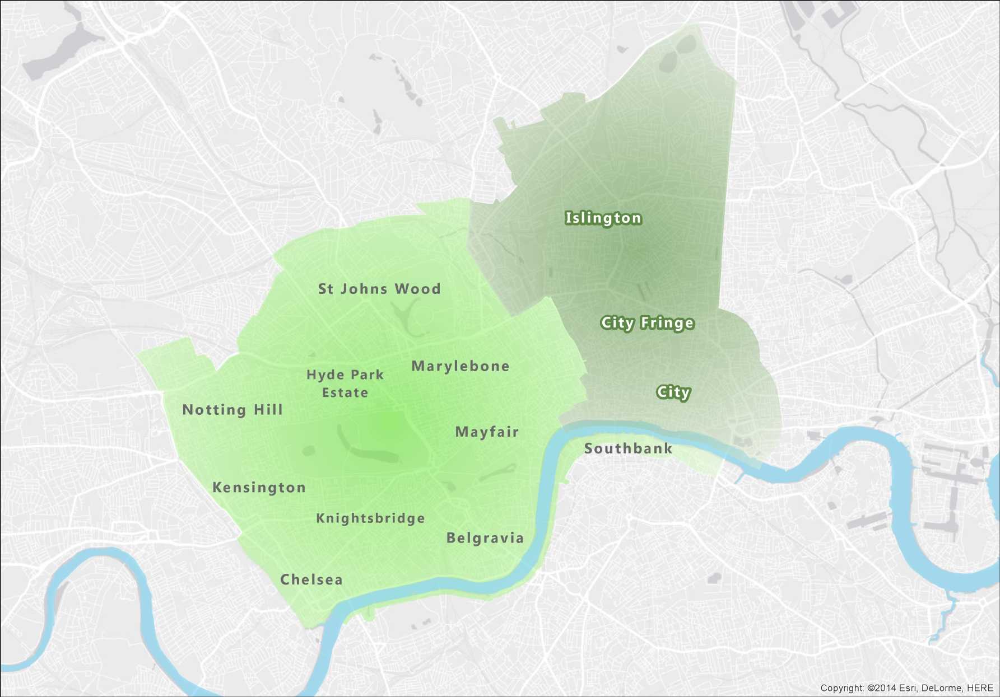 Islington
St Johns Wood
City Fringe
Marylebone
Hyde Park
Estate
City
Notting Hill
Mayfair
Southbank
Kensington
Knightsbridge
Belgravia
Chelsea
Copyright: ©2014 Esri, DeLorme, HERE